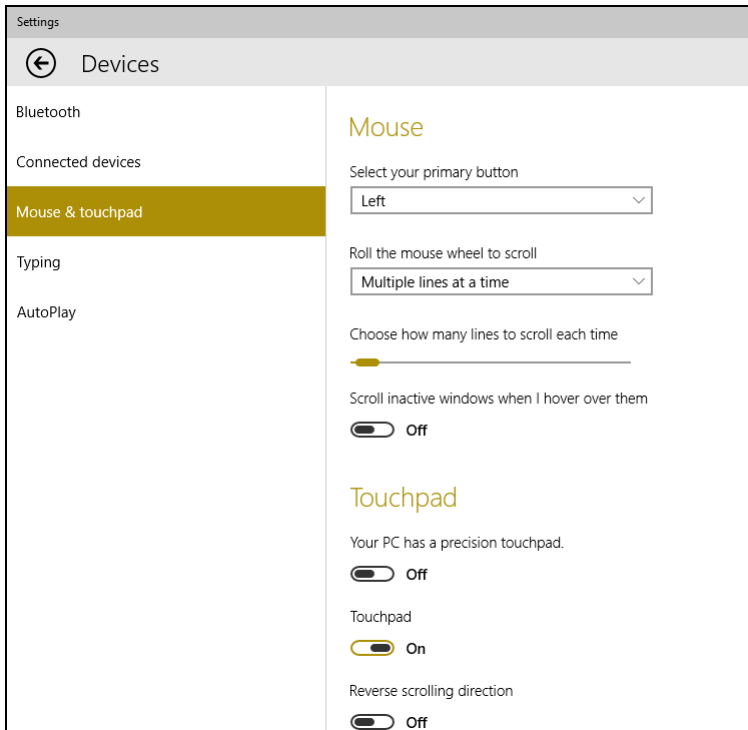 Settings
Devices
Bluetooth
Connected devices
Mouse & touchpad
Typing
AutoPlay
Mouse
Select your primary button
Left
Roll the mouse wheel to scroll
Multiple lines at a time
Choose how many lines to scroll each time
Scroll inactive windows when I hover over them
Off
Touchpad
Your PC has a precision touchpad.
Off
Touchpad
On
Reverse scrolling direction
Off